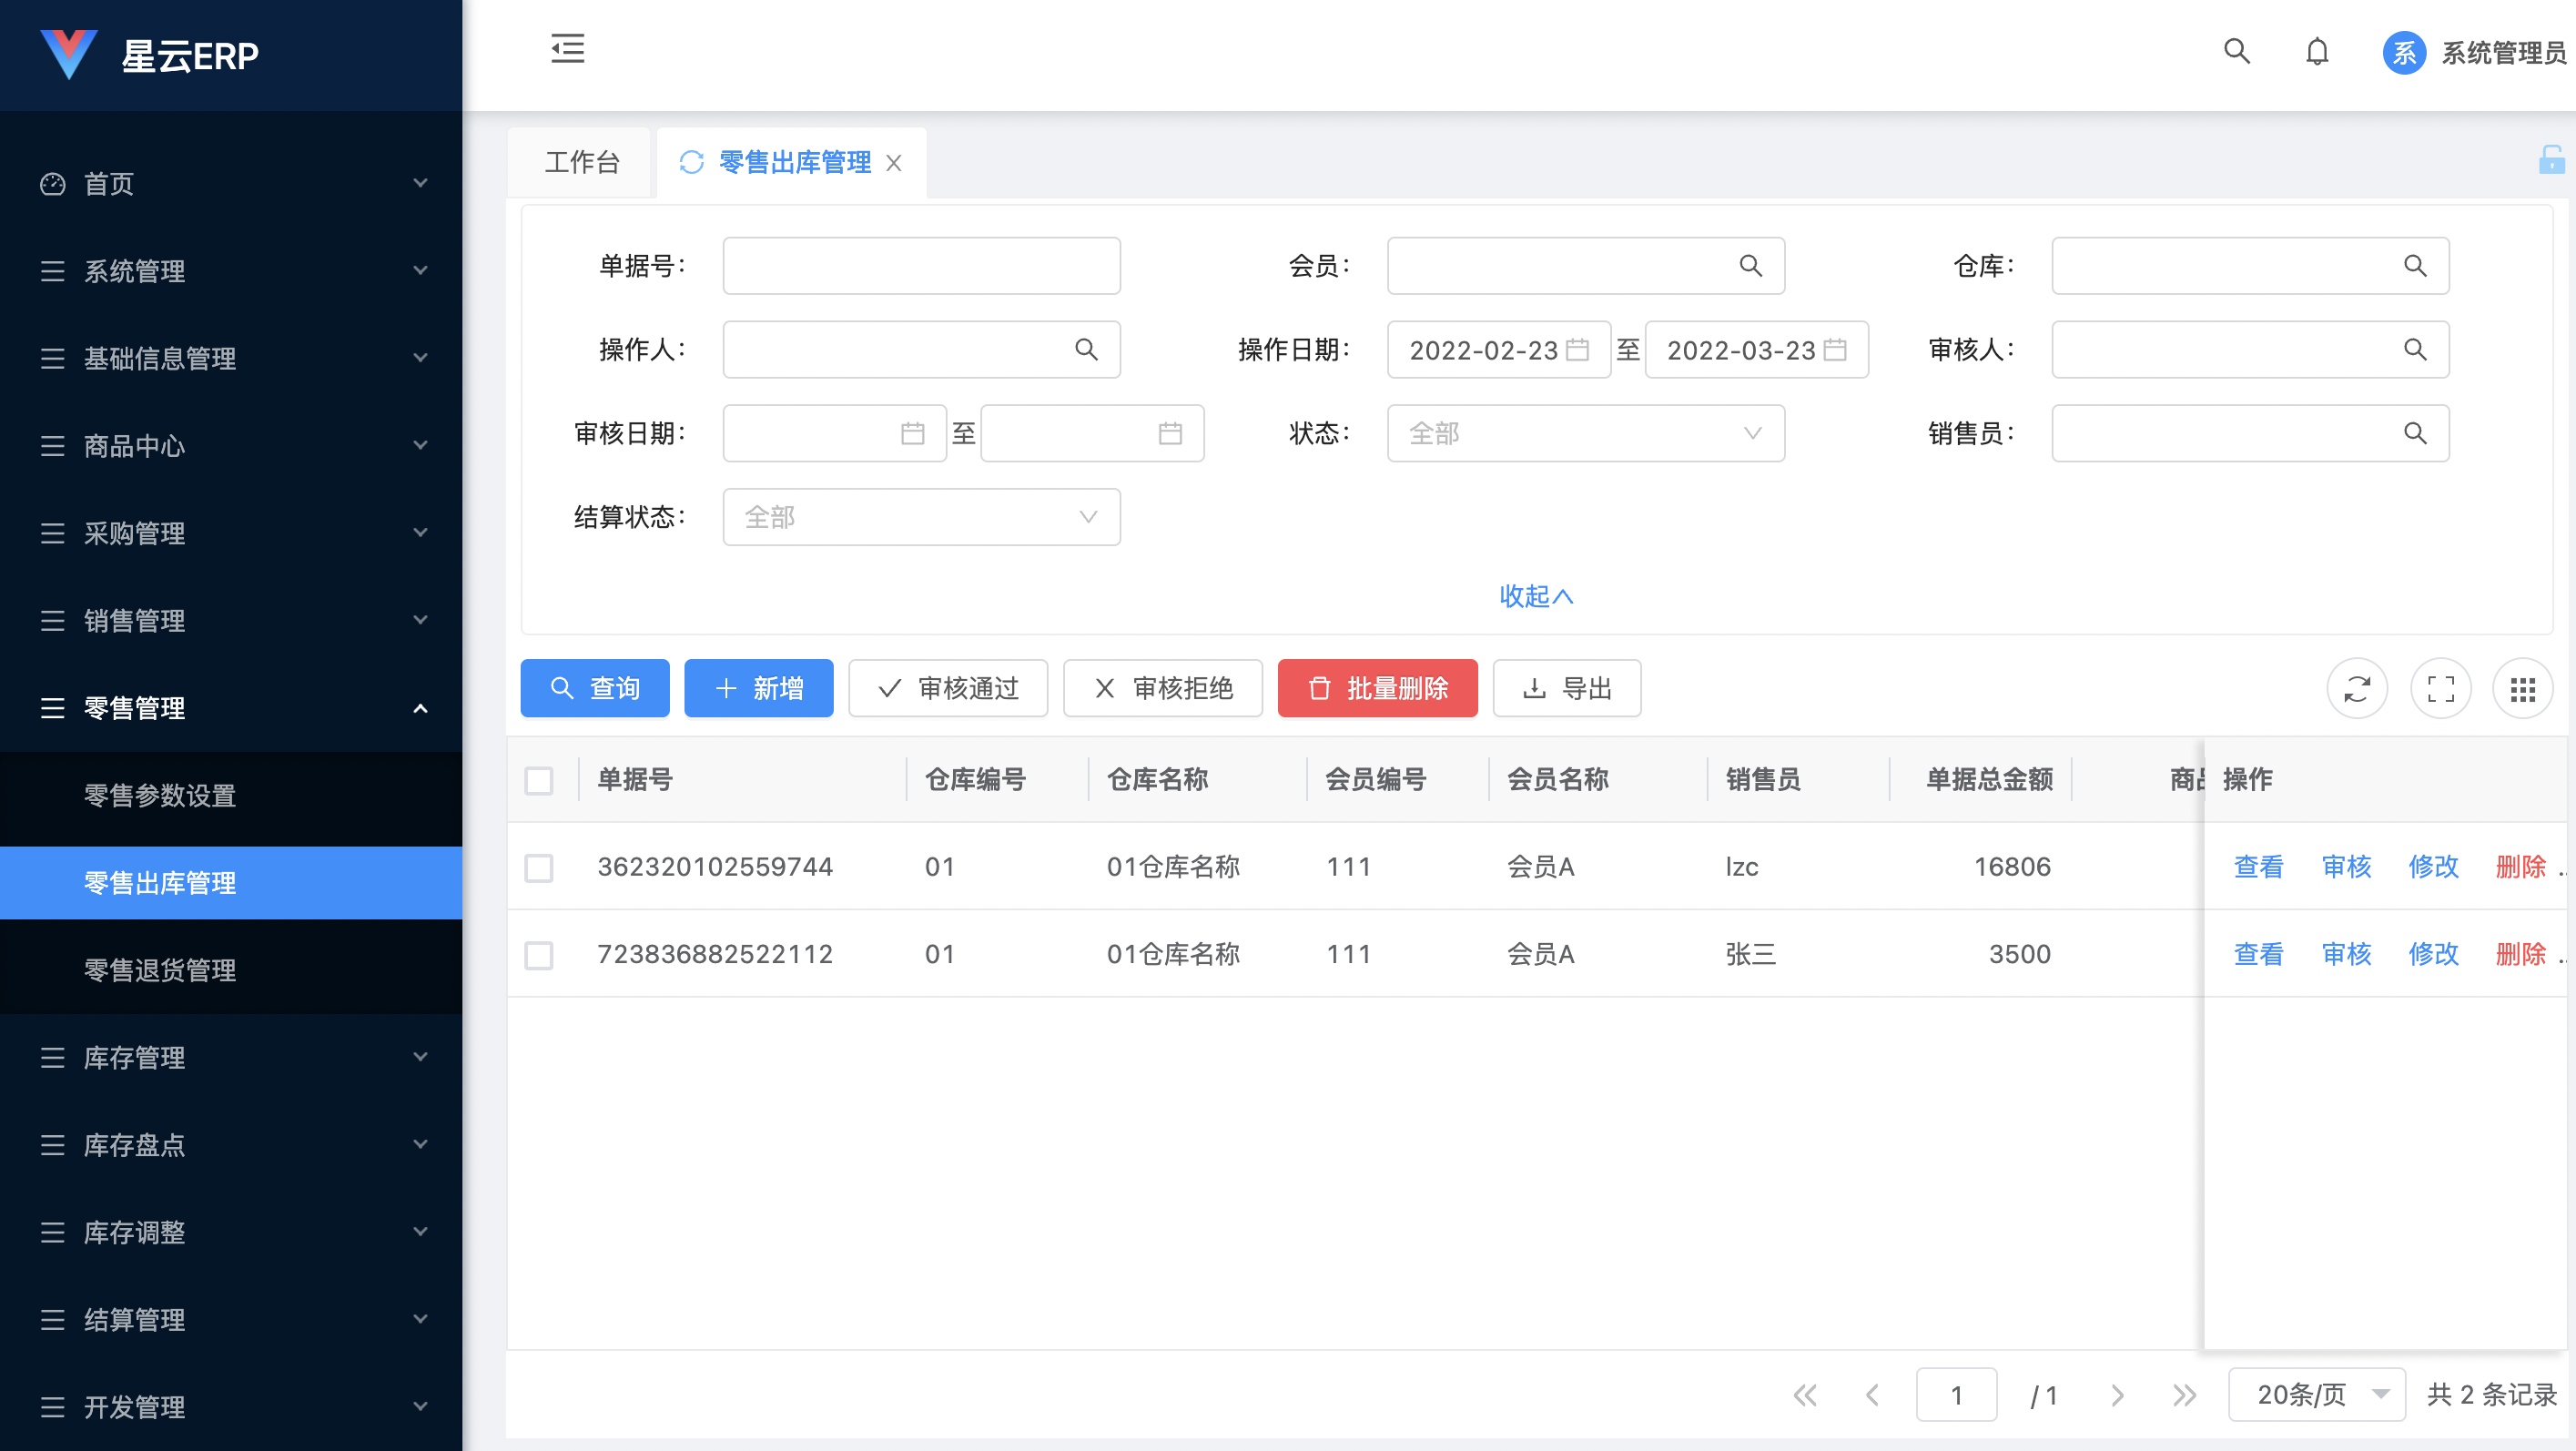 星云ERP
系 系统管理员
首页
系统管理
基础信息管理
商品中心
采购管理
销售管理
零售管理
零售参数设置
零售出库管理
零售退货管理
库存管理
库存盘点
库存调整
结算管理
开发管理
工作台 零售出库管理
单据号： 会员： 仓库：
操作人： 操作日期： 2022-02-23 至 2022-03-23 审核人：
审核日期： 至 状态： 全部 销售员：
结算状态： 全部
收起
查询 新增 审核通过 审核拒绝 批量删除 导出
单据号 仓库编号 仓库名称 会员编号 会员名称 销售员 单据总金额 商 操作
362320102559744 01 01仓库名称 111 会员A lzc 16806 查看 审核 修改 删除 ..
723836882522112 01 01仓库名称 111 会员A 张三 3500 查看 审核 修改 删除 ..
1 / 1 20条/页 共 2 条记录